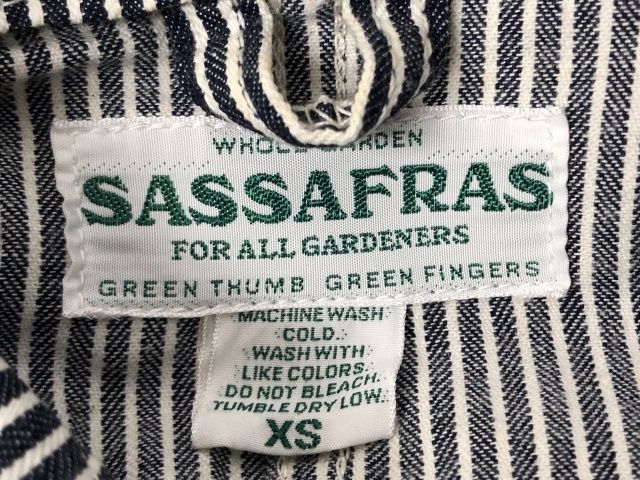 WHOLE GARDEN
SASSAFRAS
FOR ALL GARDENERS
GREEN THUMB GREEN FINGERS
MACHINE WASH
COLD.
WASH WITH
LIKE COLORS.
DO NOT BLEACH.
TUMBLE DRY LOW.
XS